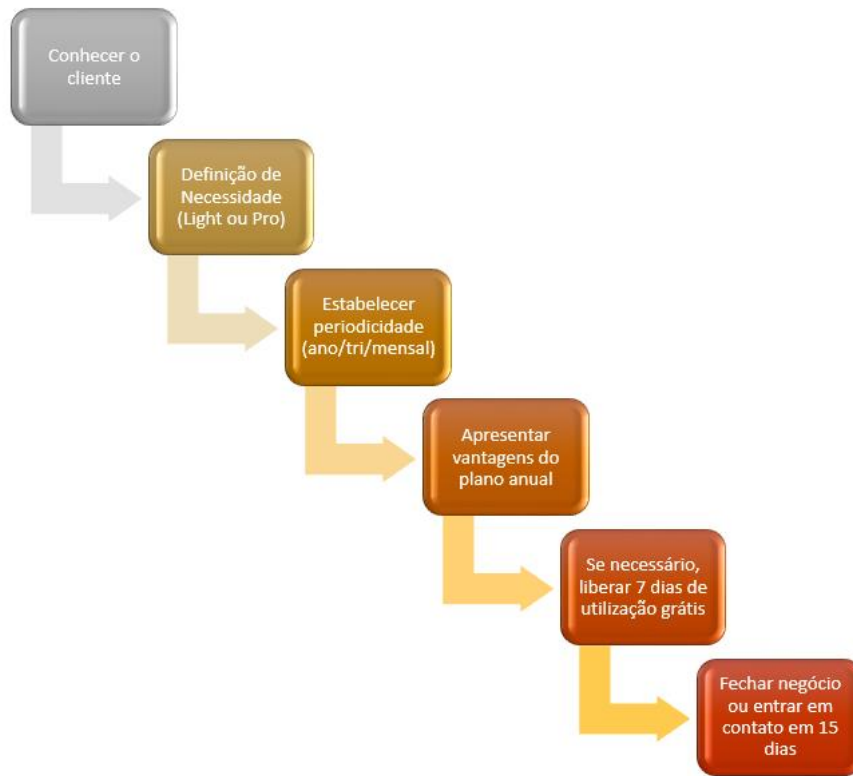 Conhecer o
cliente
Definição de
Necessidade
(Light ou Pro)
Estabelecer
periodicidade
(ano/tri/mensal)
Apresentar
vantagens do
plano anual
Se necessário,
liberar 7 dias de
utilização grátis
Fechar negócio
ou entrar em
contato em 15
dias